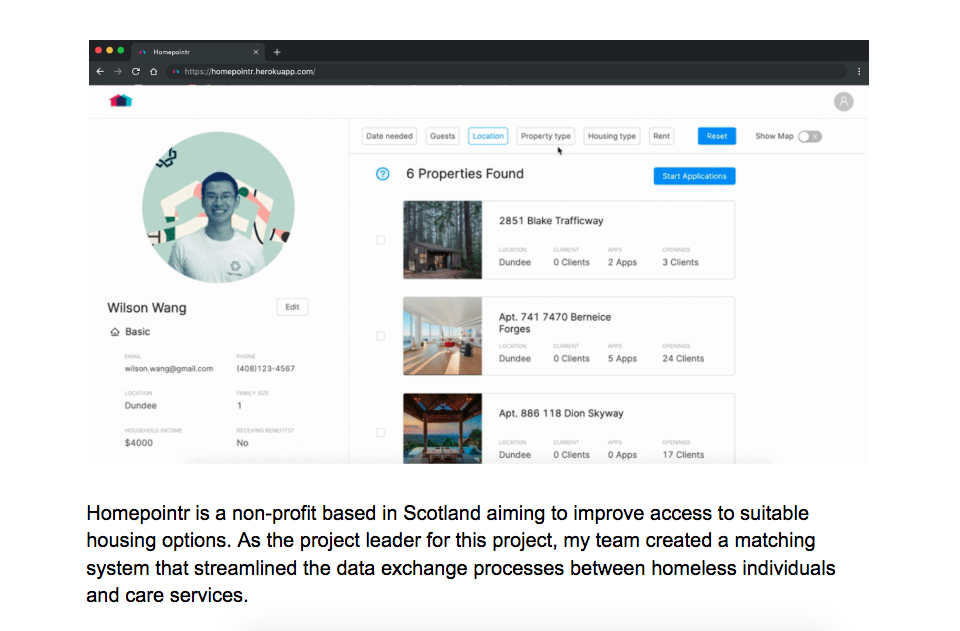 Homepointr
https://homepointr.herokuapp.com/
Date needed
Guests
Location
Property type
Housing type
Rent
Reset
Show Map
6 Properties Found
Start Applications
Wilson Wang
Edit
Basic
EMAIL
PHONE
wilson.wang@gmail.com
(408)123-4567
LOCATION
FAMILY SIZE
Dundee
1
HOUSEHOLD INCOME
RECEIVING BENEFITS?
$4000
No
2851 Blake Trafficway
LOCATION CURRENT APPS OPENINGS
Dundee 0 Clients 2 Apps 3 Clients
Apt. 741 7470 Berneice
Forges
LOCATION CURRENT APPS OPENINGS
Dundee 0 Clients 5 Apps 24 Clients
Apt. 886 118 Dion Skyway
LOCATION CURRENT APPS OPENINGS
Dundee 0 Clients 0 Apps 17 Clients
Homepointr is a non-profit based in Scotland aiming to improve access to suitable
housing options. As the project leader for this project, my team created a matching
system that streamlined the data exchange processes between homeless individuals
and care services.